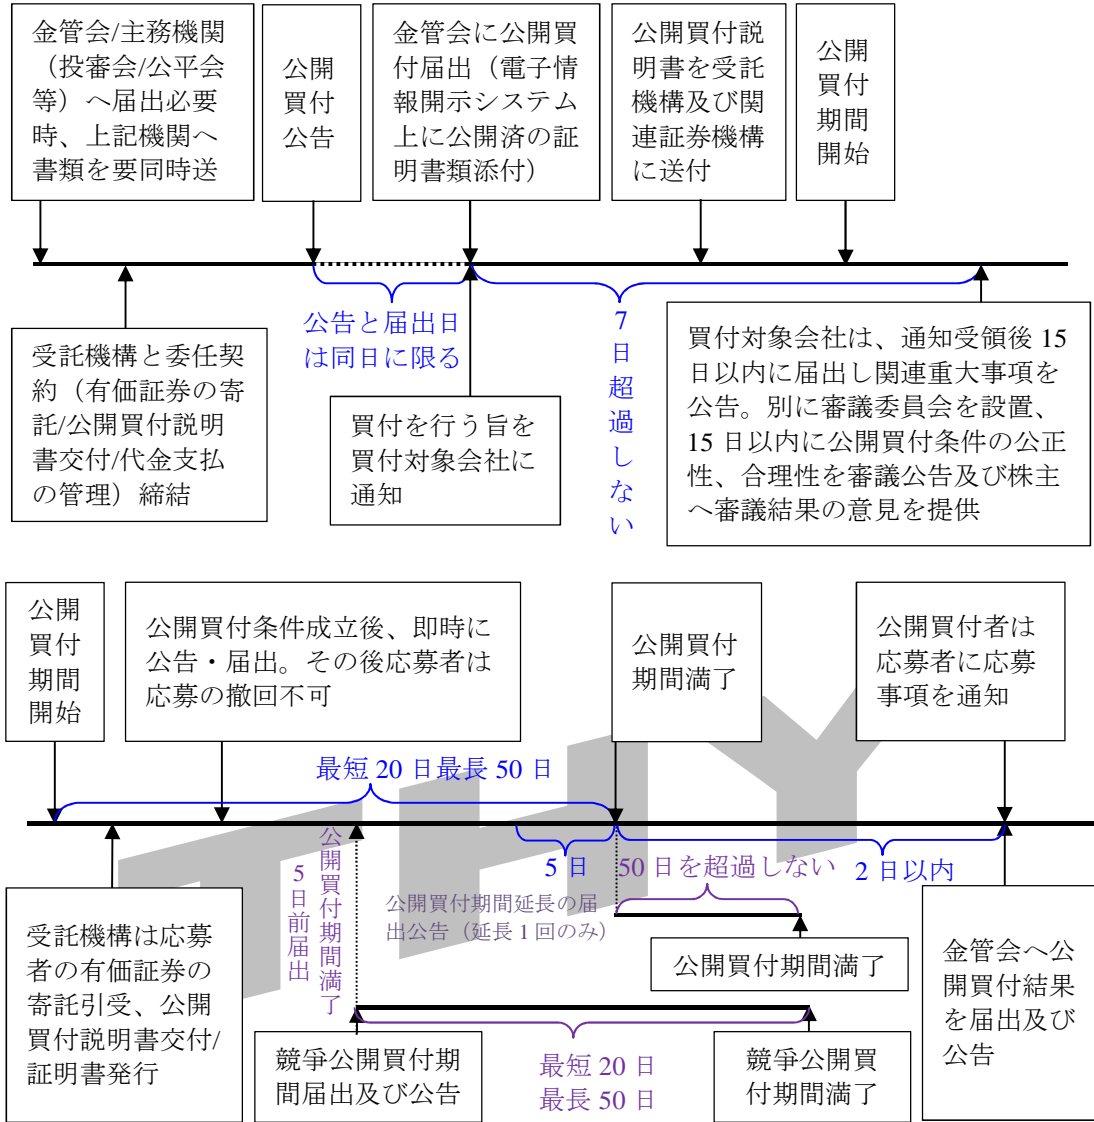 金管会/主務機関
（投審会/公平会
等）へ届出必要
時、上記機関へ
書類を要同時送
公開
買付
公告
金管会に公開買
付届出（電子情
報開示システム
上に公開済の証
明書類添付）
公開買付説
明書を受託
機構及び関
連証券機構
に送付
公開
買付
期間
開始
受託機構と委任契
約（有価証券の寄
託/公開買付説明
書交付/代金支払
の管理）締結
公告と届出日
は同日に限る
買付を行う旨を
買付対象会社に
通知
7日超過しない
買付対象会社は、通知受領後 15
日以内に届出し関連重大事項を
公告。別に審議委員会を設置、
15 日以内に公開買付条件の公正
性、合理性を審議公告及び株主
へ審議結果の意見を提供
公開
買付
期間
開始
公開買付条件成立後、即時に
公告・届出。その後応募者は
応募の撤回不可
公開買付
期間満了
公開買付者は
応募者に応募
事項を通知
最短 20 日最長 50 日
THY
受託機構は応募
者の有価証券の
寄託引受、公開
買付説明書交付/
証明書発行
公開買付期間満了
5日前届出
5 日
50 日を超過しない
2 日以内
公開買付期間延長の届
出公告（延長 1 回のみ）
公開買付期間満了
競爭公開買付期
間届出及び公告
最短 20 日
最長 50 日
競爭公開買
付期間満了
金管会へ公
開買付結果
を届出及び
公告